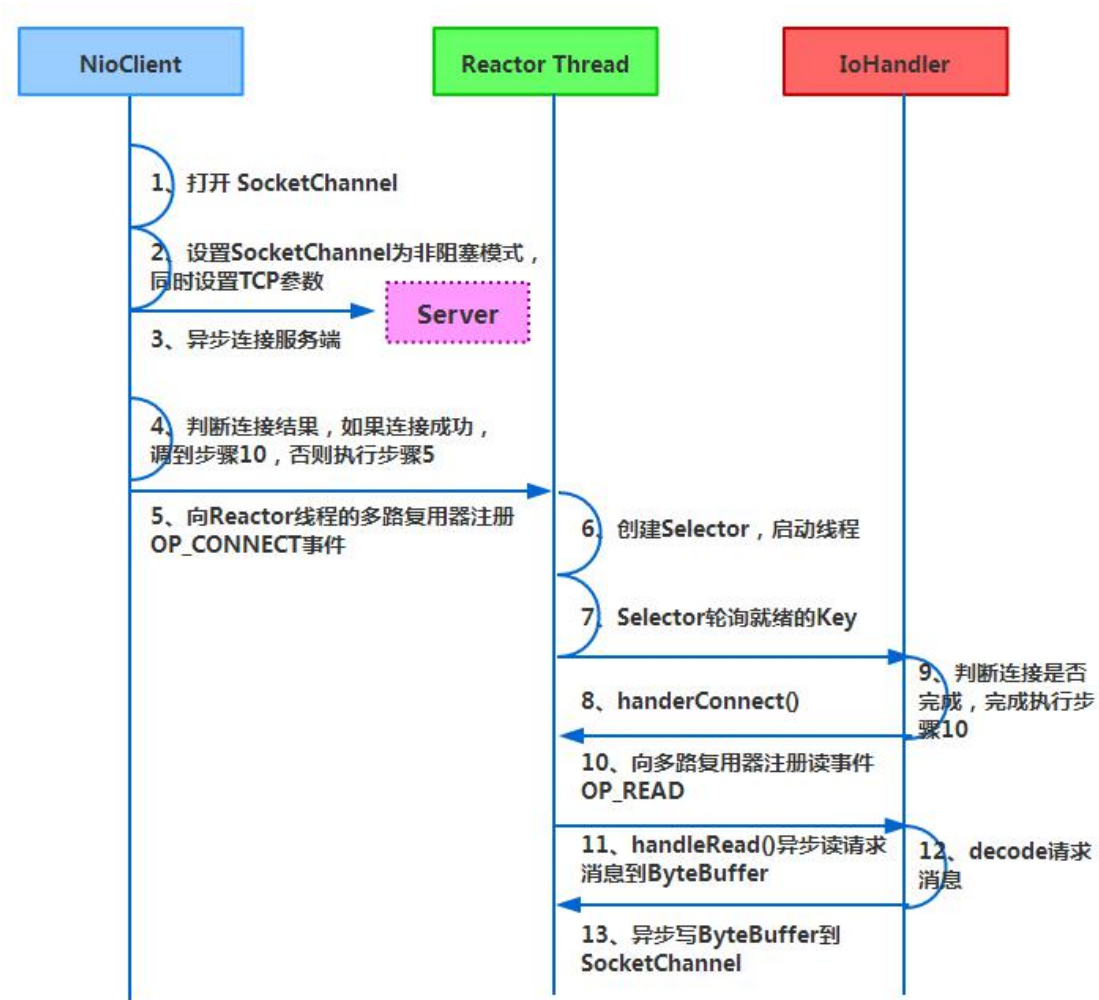 NioClient
Reactor Thread
IoHandler
1、打开 SocketChannel
2、设置SocketChannel为非阻塞模式，
同时设置TCP参数
Server
3、异步连接服务端
4、判断连接结果，如果连接成功，
调到步骤10，否则执行步骤5
5、向Reactor线程的多路复用器注册
OP_CONNECT事件
6、创建Selector，启动线程
7、Selector轮询就绪的Key
8、handerConnect()
9、判断连接是否
完成，完成执行步
骤10
10、向多路复用器注册读事件
OP_READ
11、handleRead()异步读请求
消息到ByteBuffer
12、decode请求
消息
13、异步写ByteBuffer到
SocketChannel